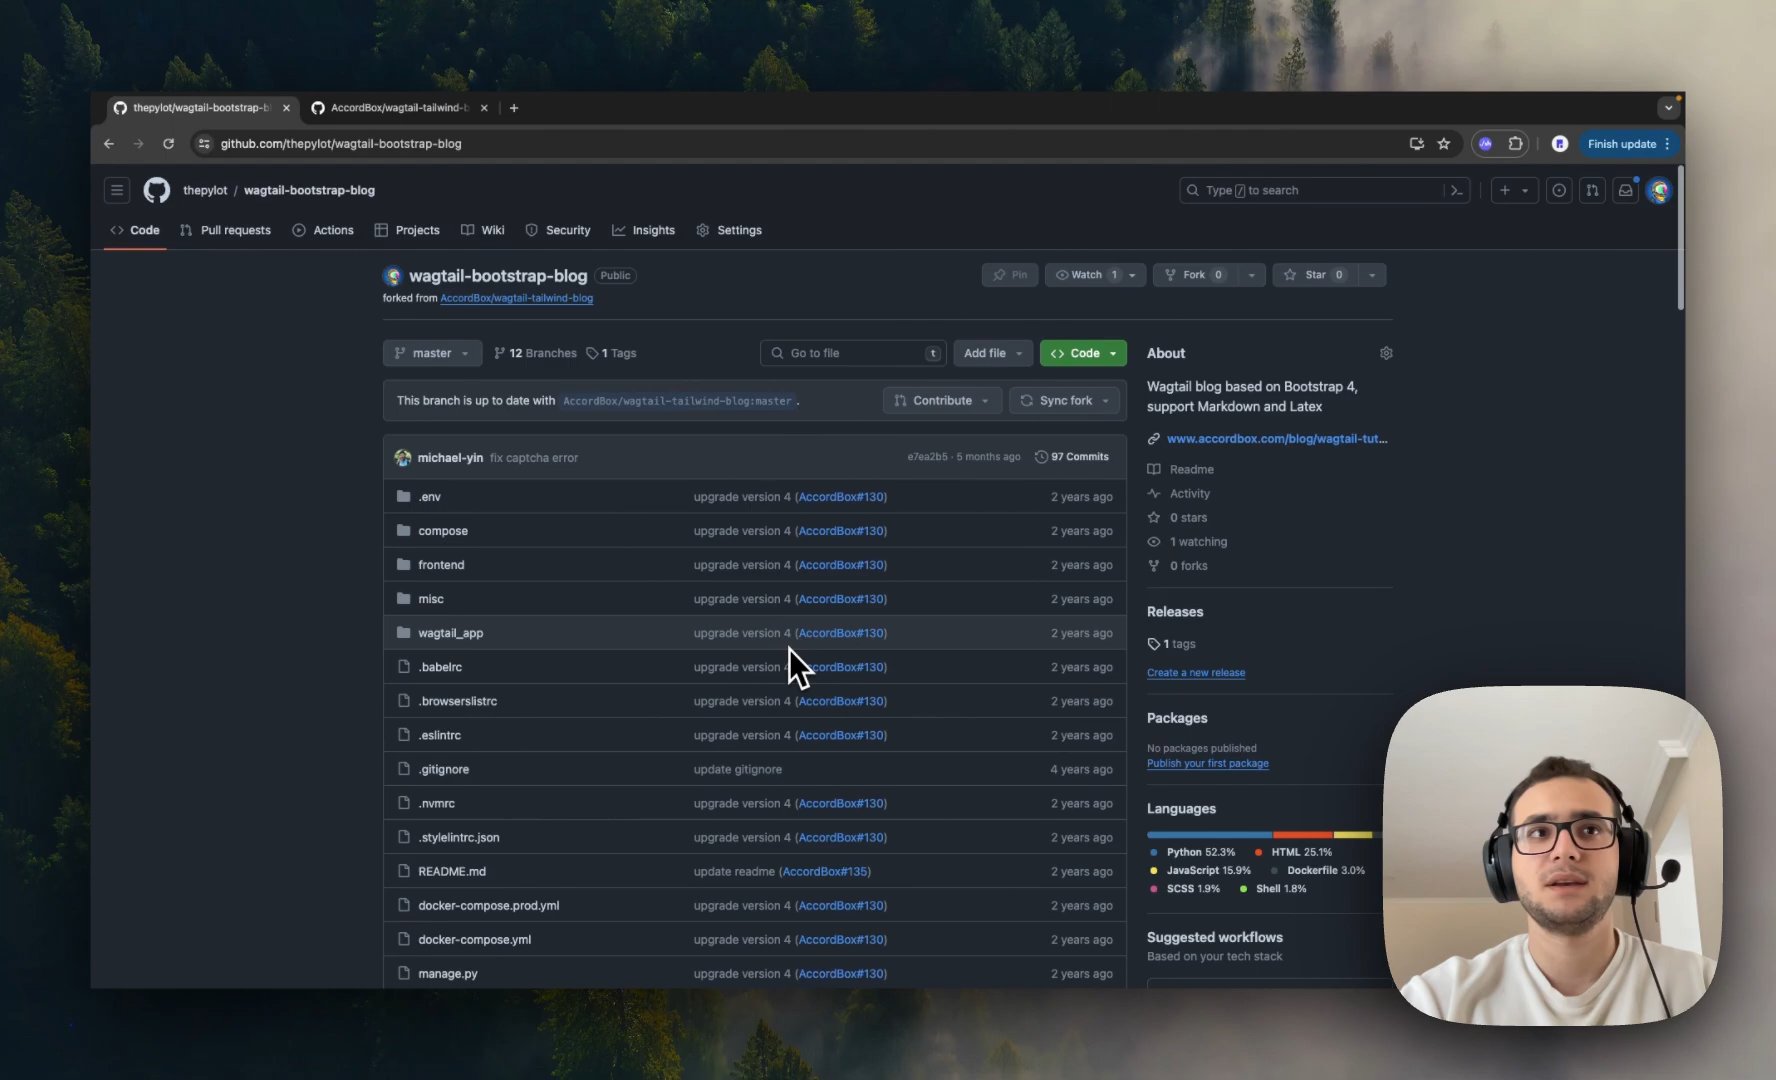 thepylot/wagtail-bootstrap-bl
AccordBox/wagtail-tailwind-b
github.com/thepylot/wagtail-bootstrap-blog
Finish update
thepylot / wagtail-bootstrap-blog
Type / to search
Code Pull requests Actions Projects Wiki Security Insights Settings
wagtail-bootstrap-blog Public
Pin Watch 1 Fork 0 Star 0
forked from AccordBox/wagtail-tailwind-blog
master 12 Branches 1 Tags Go to file t Add file Code
This branch is up to date with AccordBox/wagtail-tailwind-blog:master . Contribute Sync fork
michael-yin fix captcha error e7ea2b5 · 5 months ago 97 Commits
.env upgrade version 4 (AccordBox#130) 2 years ago
compose upgrade version 4 (AccordBox#130) 2 years ago
frontend upgrade version 4 (AccordBox#130) 2 years ago
misc upgrade version 4 (AccordBox#130) 2 years ago
wagtail_app upgrade version 4 (AccordBox#130) 2 years ago
.babelrc upgrade version cordBox#130) 2 years ago
.browserslistrc upgrade version 4 (AccordBox#130) 2 years ago
.eslintrc upgrade version 4 (AccordBox#130) 2 years ago
.gitignore update gitignore 4 years ago
.nvmrc upgrade version 4 (AccordBox#130) 2 years ago
.stylelintrc.json upgrade version 4 (AccordBox#130) 2 years ago
README.md update readme (AccordBox#135) 2 years ago
docker-compose.prod.yml upgrade version 4 (AccordBox#130) 2 years ago
docker-compose.yml upgrade version 4 (AccordBox#130) 2 years ago
manage.py upgrade version 4 (AccordBox#130) 2 years ago
About
Wagtail blog based on Bootstrap 4,
support Markdown and Latex
www.accordbox.com/blog/wagtail-tut...
Readme
Activity
0 stars
1 watching
0 forks
Releases
1 tags
Create a new release
Packages
No packages published
Publish your first package
Languages
Python 52.3% HTML 25.1%
JavaScript 15.9% Dockerfile 3.0%
SCSS 1.9% Shell 1.8%
Suggested workflows
Based on your tech stack